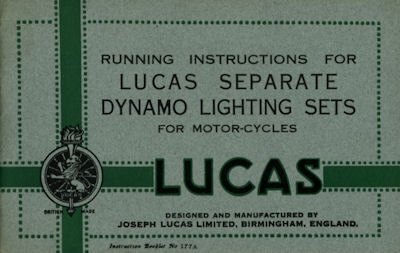 RUNNING INSTRUCTIONS FOR
LUCAS SEPARATE
DYNAMO LIGHTING SETS
FOR MOTOR-CYCLES
LUCAS
BRITISH MADE
DESIGNED AND MANUFACTURED BY
JOSEPH LUCAS LIMITED, BIRMINGHAM, ENGLAND.
Instruction Booklet No